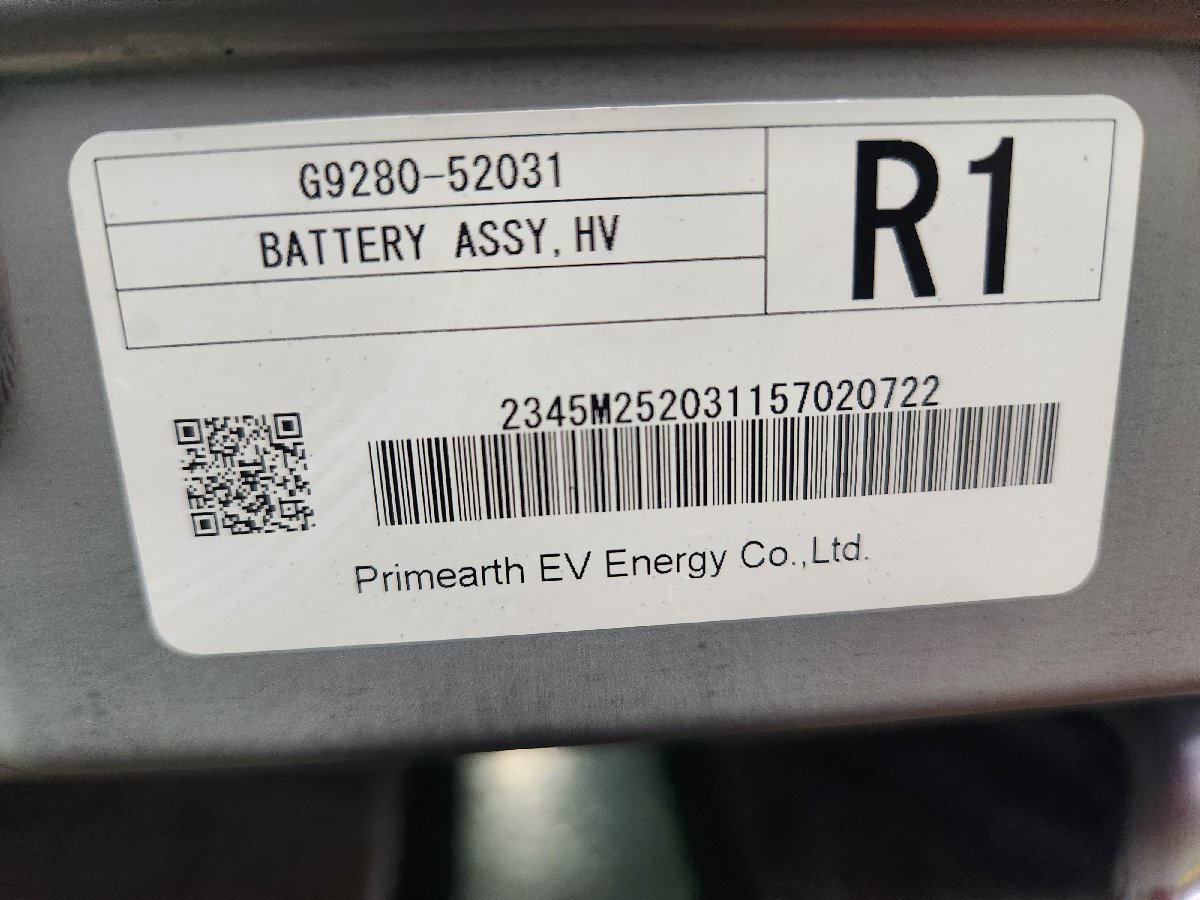 G9280-52031
BATTERY ASSY,HV
R1
2345M252031157020722
Primearth EV Energy Co.,Ltd.